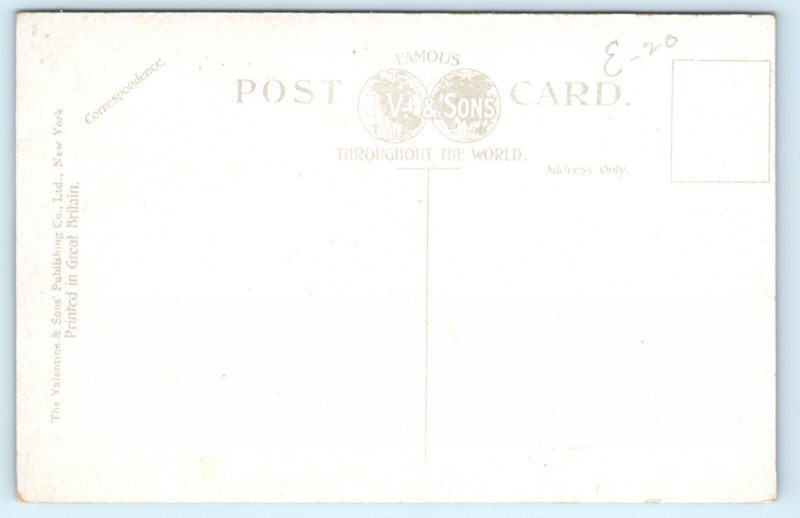 E-20
FAMOUS
POST CARD.
V. & SONS
THROUGHOUT THE WORLD.
Correspondence.
Address Only.
The Valentine & Sons' Publishing Co., Ltd., New York
Printed in Great Britain.